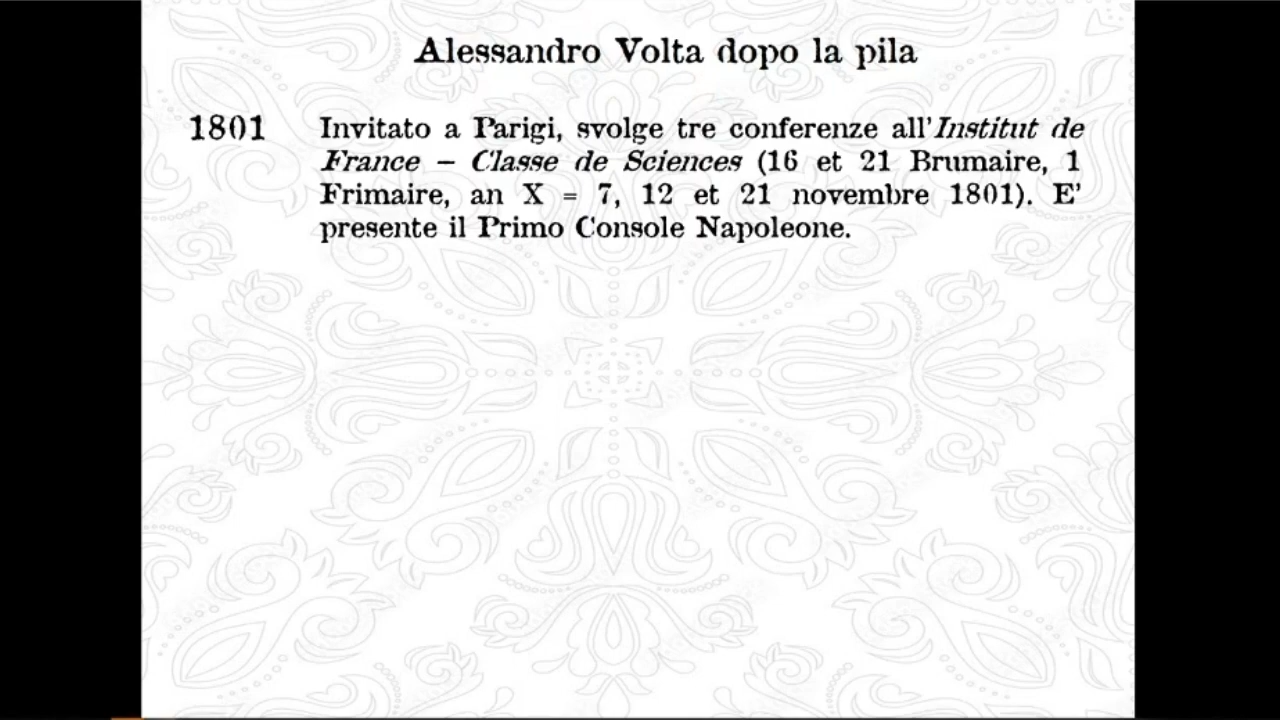 Alessandro Volta dopo la pila
1801 Invitato a Parigi, svolge tre conferenze all'Institut de
France – Classe de Sciences (16 et 21 Brumaire, 1
Frimaire, an X = 7, 12 et 21 novembre 1801). E'
presente il Primo Console Napoleone.